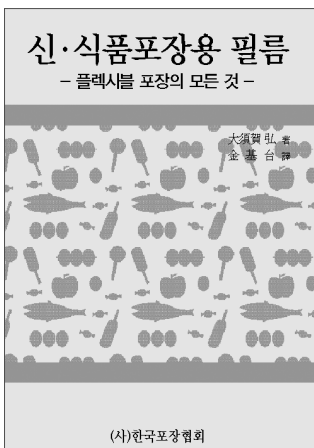 신·식품포장용 필름
– 플렉시블 포장의 모든 것 –
大須賀 弘 著
金 基 台 譯
(사)한국포장협회